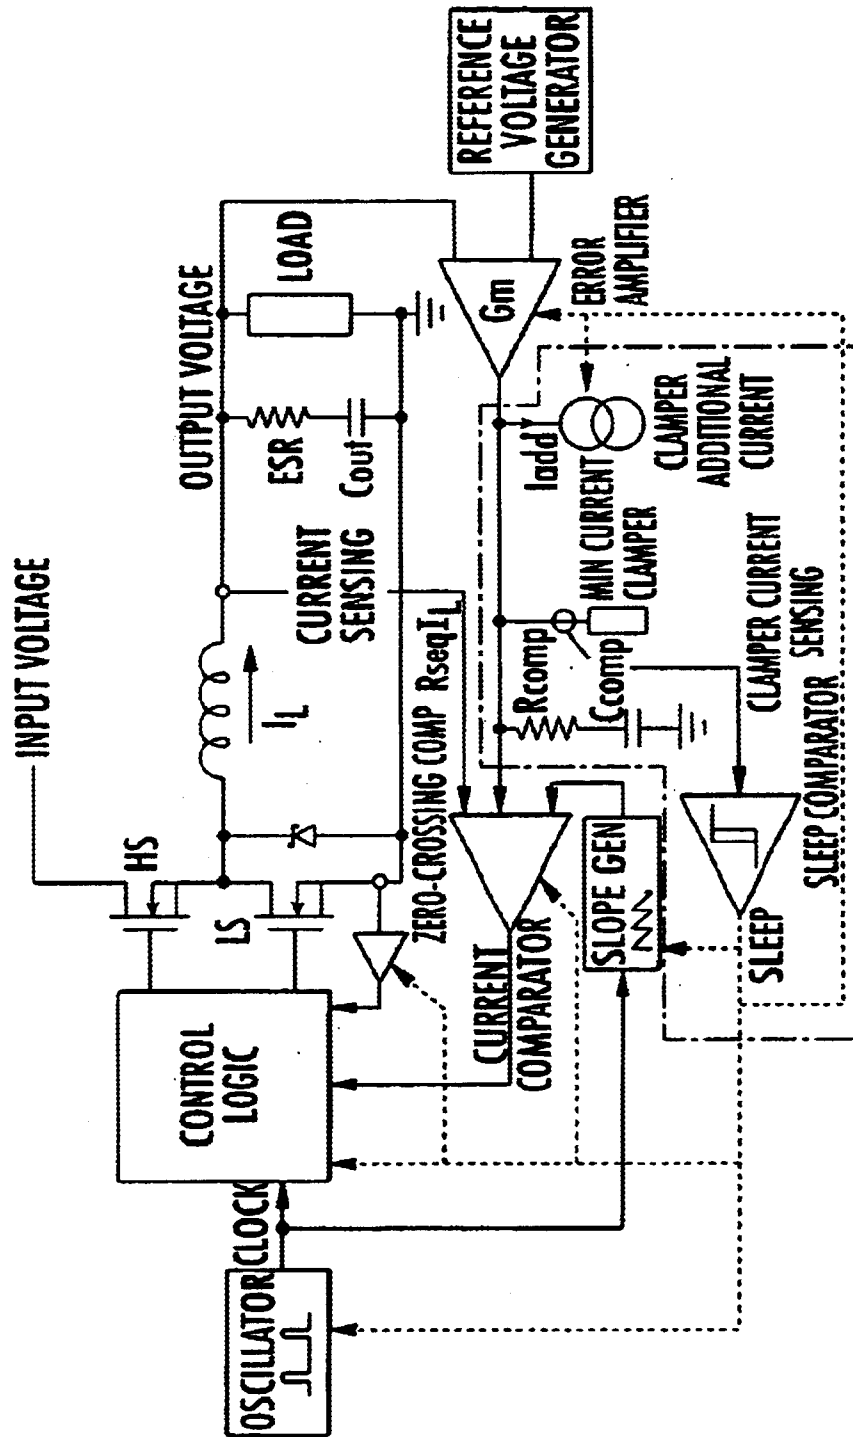 INPUT VOLTAGE
OUTPUT VOLTAGE
HS
LS
IL
ESR
Cout
LOAD
CURRENT
SENSING
OSCILLATOR
CLOCK
CONTROL
LOGIC
ZERO-CROSSING COMP
RseqIL
REFERENCE
VOLTAGE
GENERATOR
CURRENT
COMPARATOR
Gm
ERROR
AMPLIFIER
Rcomp
Ccomp
Iadd
MIN CURRENT
CLAMPER
CLAMPER
ADDITIONAL
CURRENT
SLOPE GEN
SLEEP
CLAMPER CURRENT
SENSING
SLEEP COMPARATOR